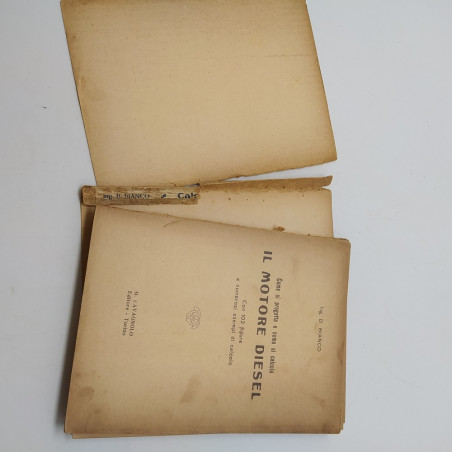 Ing. D. BIANCO
Come si progetta e come si calcola
IL MOTORE DIESEL
Con 102 figure
e numerosi esempi di calcolo
G. LAVAGNOLO
Editore - Torino
Ing. D. BIANCO